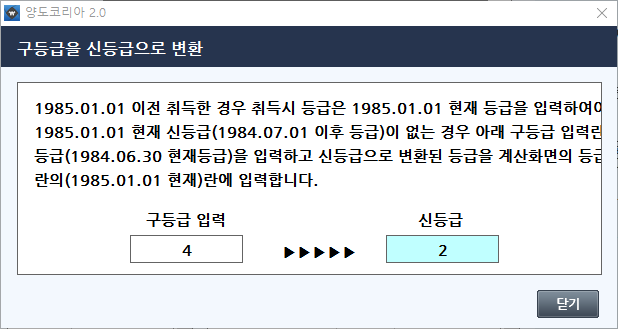 양도코리아 2.0
구등급을 신등급으로 변환
1985.01.01 이전 취득한 경우 취득시 등급은 1985.01.01 현재 등급을 입력하여야
1985.01.01 현재 신등급(1984.07.01 이후 등급)이 없는 경우 아래 구등급 입력란
등급(1984.06.30 현재등급)을 입력하고 신등급으로 변환된 등급을 계산화면의 등급
란의(1985.01.01 현재)란에 입력합니다.
구등급 입력 신등급
4 ▶▶▶▶▶ 2
닫기